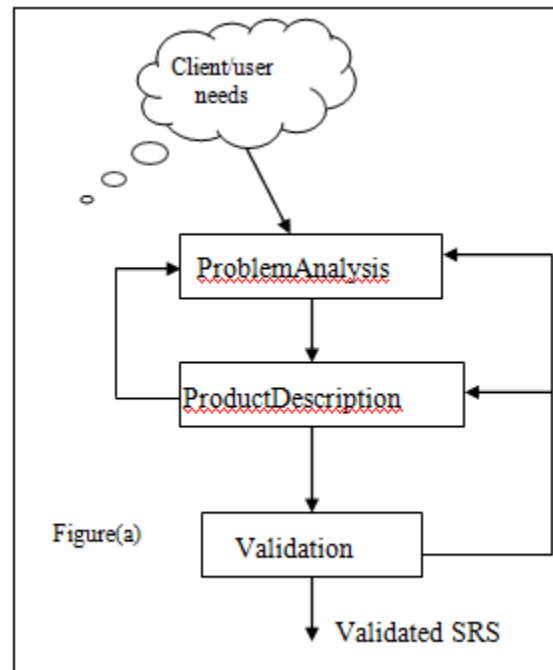 Client/user
needs
ProblemAnalysis
ProductDescription
Figure(a)
Validation
Validated SRS